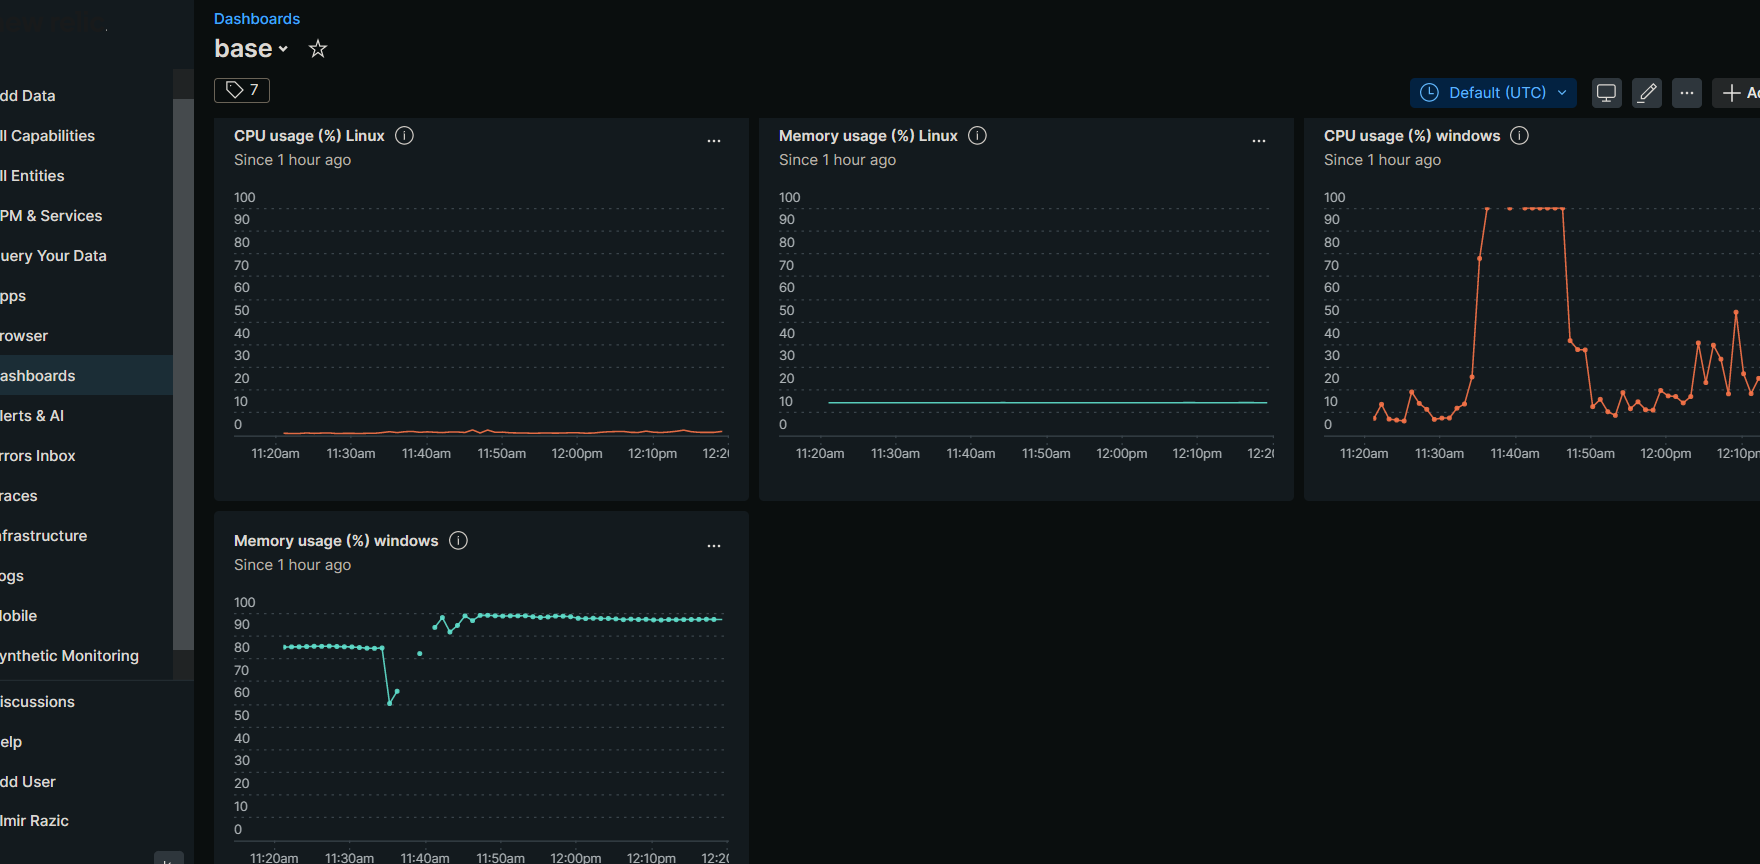 Dashboards
base
7
Default (UTC)
dd Data
ll Capabilities
ll Entities
PM & Services
uery Your Data
pps
rowser
ashboards
lerts & AI
rrors Inbox
races
nfrastructure
ogs
obile
ynthetic Monitoring
iscussions
elp
dd User
lmir Razic
CPU usage (%) Linux
Since 1 hour ago
100
90
80
70
60
50
40
30
20
10
0
11:20am 11:30am 11:40am 11:50am 12:00pm 12:10pm 12:2
Memory usage (%) Linux
Since 1 hour ago
100
90
80
70
60
50
40
30
20
10
0
11:20am 11:30am 11:40am 11:50am 12:00pm 12:10pm 12:2
CPU usage (%) windows
Since 1 hour ago
100
90
80
70
60
50
40
30
20
10
0
11:20am 11:30am 11:40am 11:50am 12:00pm 12:10p
Memory usage (%) windows
Since 1 hour ago
100
90
80
70
60
50
40
30
20
10
0
11:20am 11:30am 11:40am 11:50am 12:00pm 12:10pm 12:2